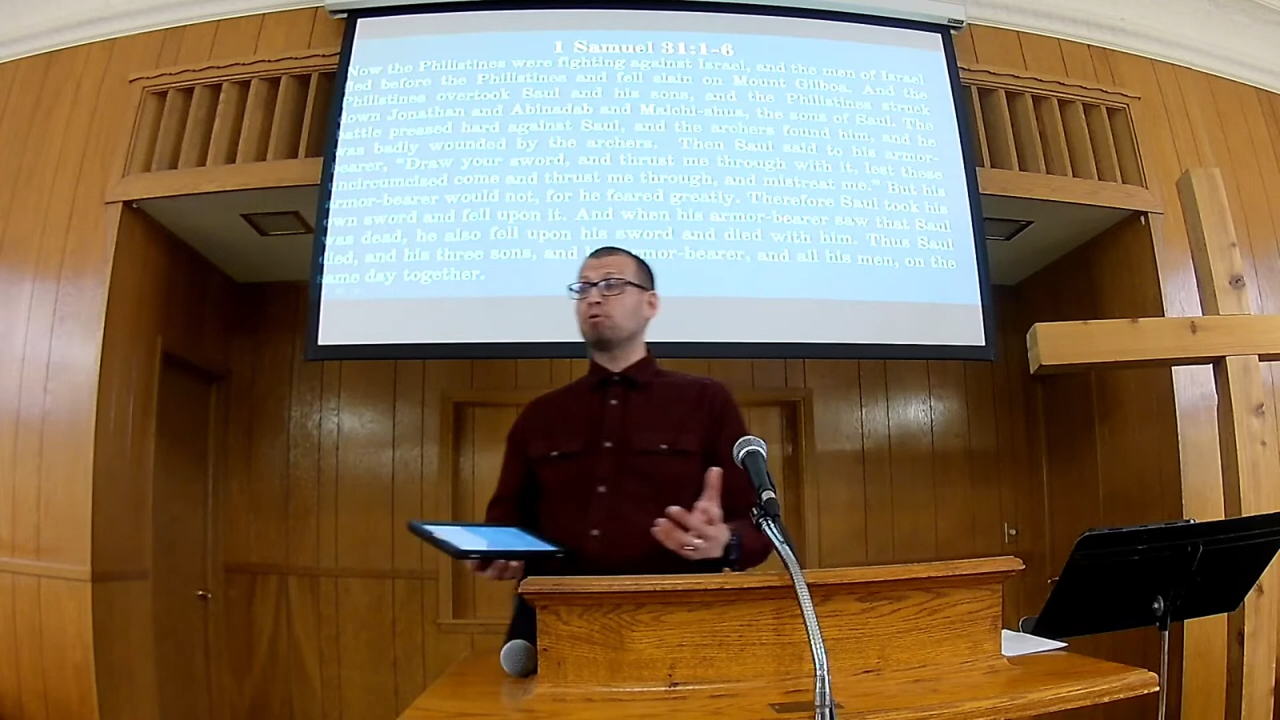 1 Samuel 31:1-6
Now the Philistines were fighting against Israel, and the men of Israel
fled before the Philistines and fell slain on Mount Gilboa. And the
Philistines overtook Saul and his sons, and the Philistines struck
down Jonathan and Abinadab and Malchi-shua, the sons of Saul. The
battle pressed hard against Saul, and the archers found him, and he
was badly wounded by the archers. Then Saul said to his armor-
bearer, "Draw your sword, and thrust me through with it, lest these
uncircumcised come and thrust me through, and mistreat me." But his
armor-bearer would not, for he feared greatly. Therefore Saul took his
own sword and fell upon it. And when his armor-bearer saw that Saul
was dead, he also fell upon his sword and died with him. Thus Saul
died, and his three sons, and armor-bearer, and all his men, on the
same day together.